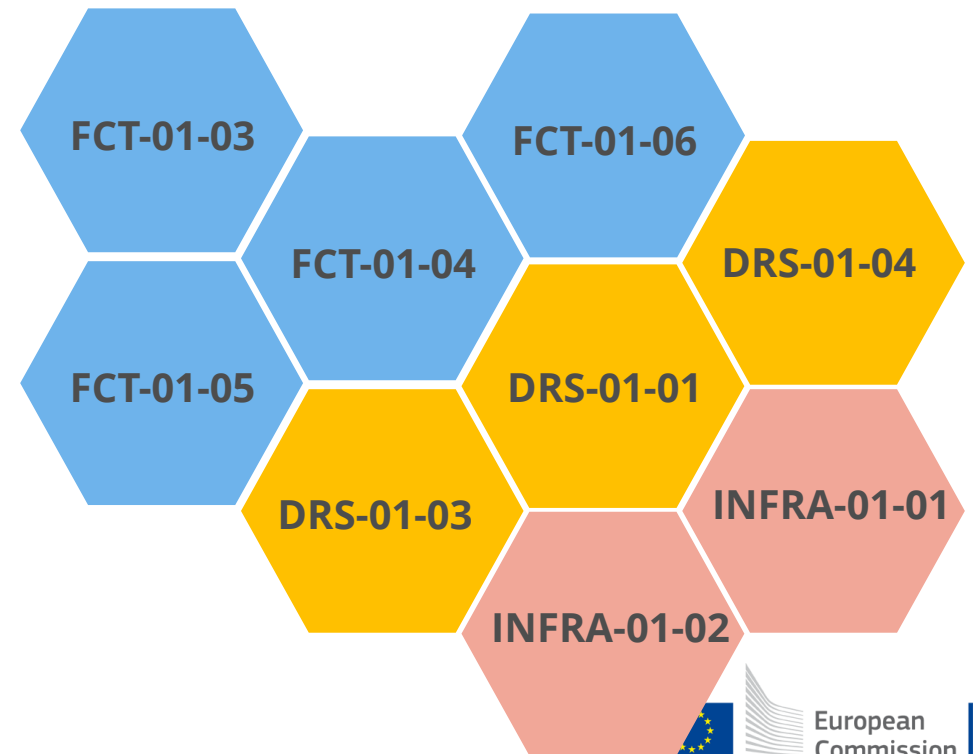 FCT-01-03
FCT-01-06
FCT-01-04
DRS-01-04
FCT-01-05
DRS-01-01
DRS-01-03
INFRA-01-01
INFRA-01-02
European
Commission